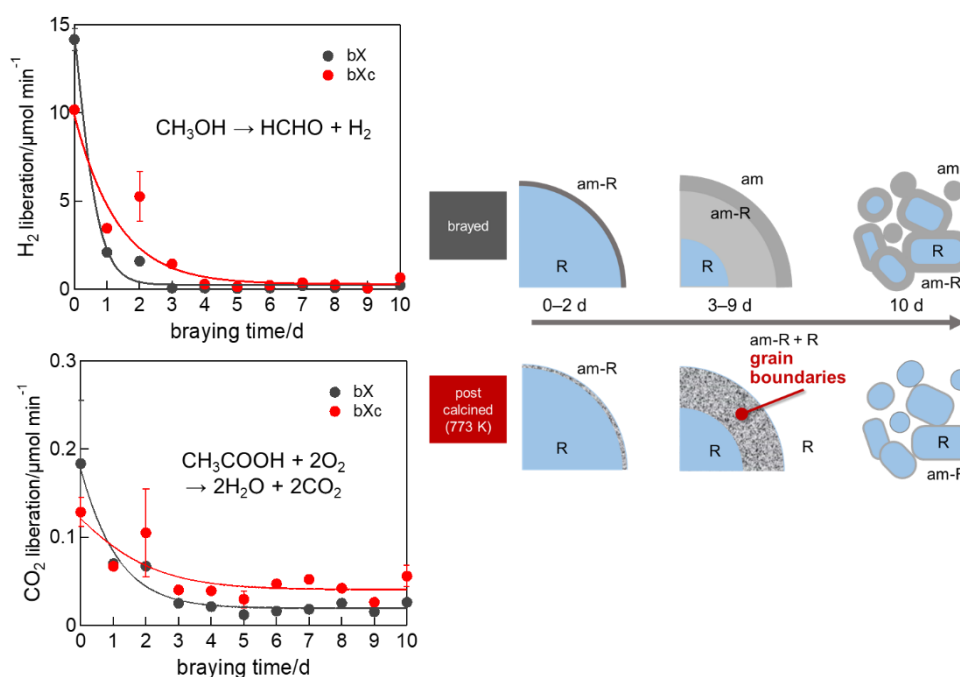 15
10
5
0
H₂ liberation/µmol min⁻¹
bX
bXc
CH₃OH → HCHO + H₂
0 1 2 3 4 5 6 7 8 9 10
braying time/d
0.3
0.2
0.1
0
CO₂ liberation/µmol min⁻¹
bX
bXc
CH₃COOH + 2O₂
→ 2H₂O + 2CO₂
0 1 2 3 4 5 6 7 8 9 10
braying time/d
brayed
am-R
R
am
am-R
R
am
R
am-R
0–2 d
3–9 d
10 d
post
calcined
(773 K)
am-R
R
am-R + R
grain
boundaries
R
R
R
am-R